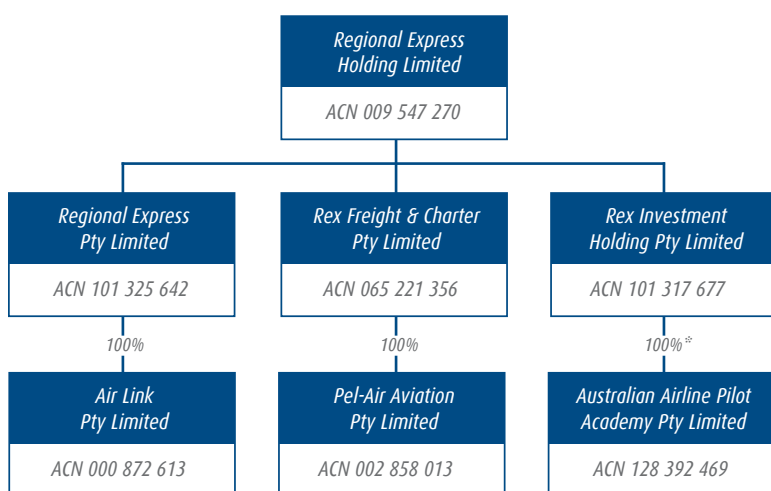 Regional Express
Holding Limited
ACN 009 547 270
Regional Express
Pty Limited
ACN 101 325 642
Rex Freight & Charter
Pty Limited
ACN 065 221 356
Rex Investment
Holding Pty Limited
ACN 101 317 677
100%
100%
100%*
Air Link
Pty Limited
ACN 000 872 613
Pel-Air Aviation
Pty Limited
ACN 002 858 013
Australian Airline Pilot
Academy Pty Limited
ACN 128 392 469